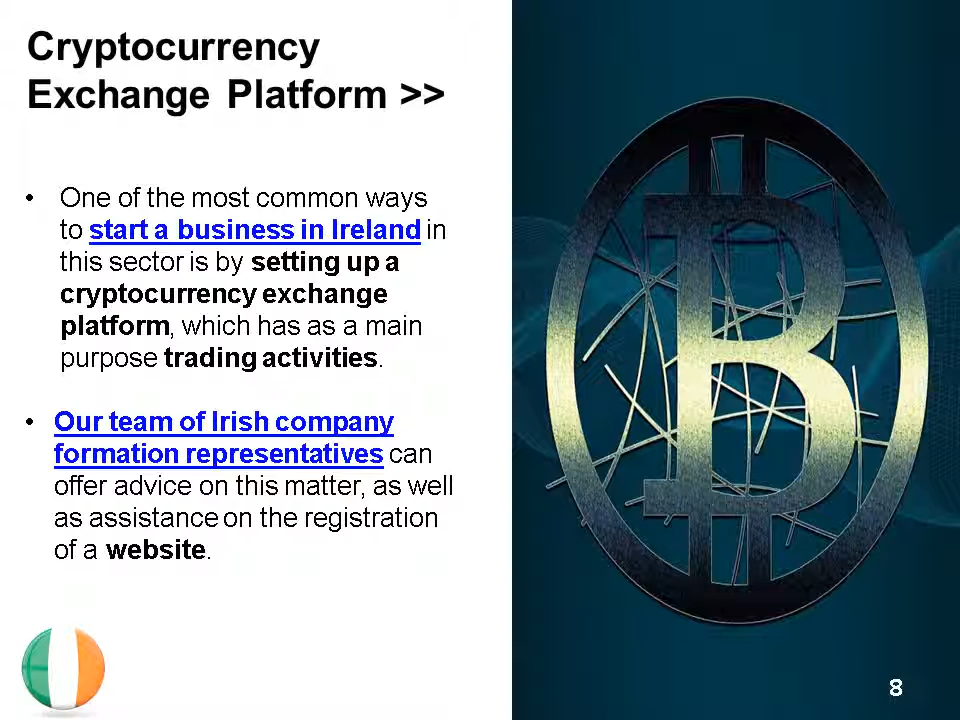 Cryptocurrency
Exchange Platform >>
• One of the most common ways
to start a business in Ireland in
this sector is by setting up a
cryptocurrency exchange
platform, which has as a main
purpose trading activities.
• Our team of Irish company
formation representatives can
offer advice on this matter, as well
as assistance on the registration
of a website.
8